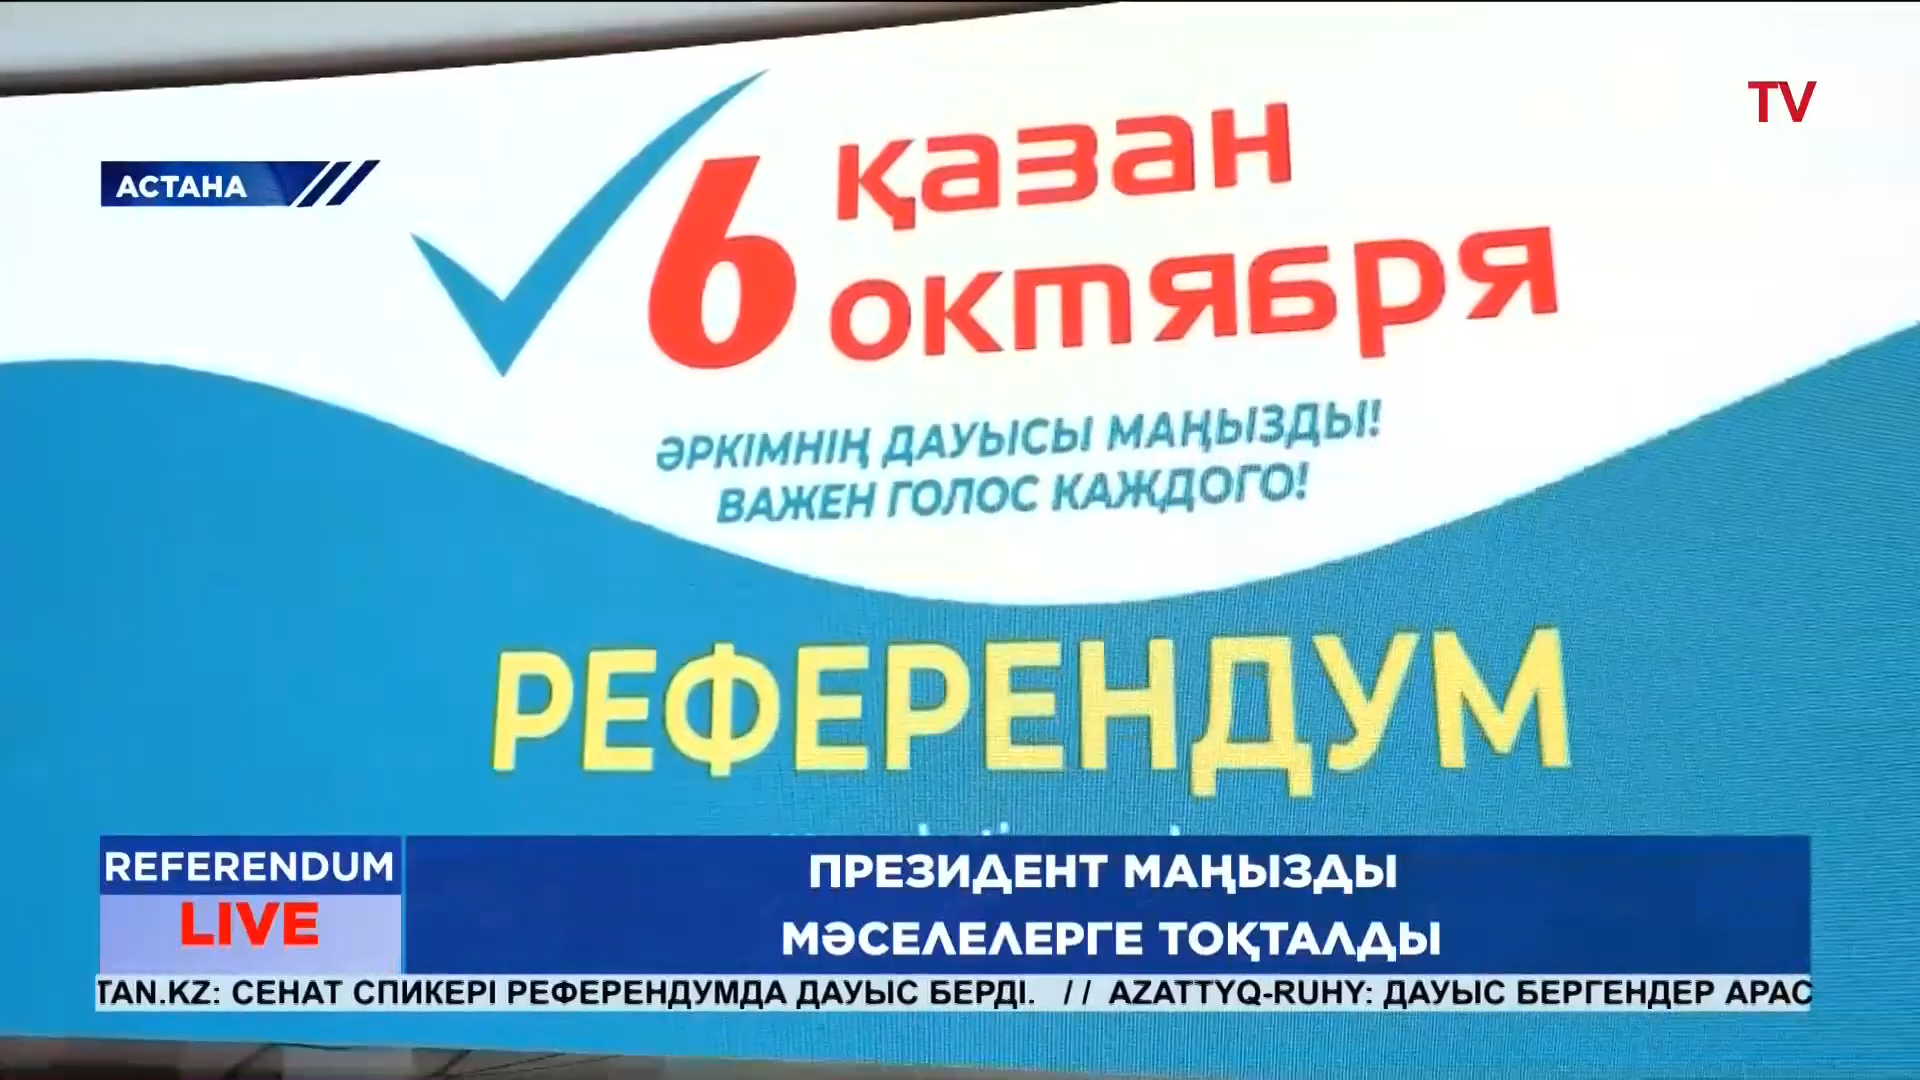 TV
АСТАНА
6 қазан
октября
ӘРКІМНІҢ ДАУЫСЫ МАҢЫЗДЫ!
ВАЖЕН ГОЛОС КАЖДОГО!
РЕФЕРЕНДУМ
REFERENDUM
LIVE
ПРЕЗИДЕНТ МАҢЫЗДЫ
МӘСЕЛЕЛЕРГЕ ТОҚТАЛДЫ
TAN.KZ: СЕНАТ СПИКЕРІ РЕФЕРЕНДУМДА ДАУЫС БЕРДІ. // AZATTYQ-RUHY: ДАУЫС БЕРГЕНДЕР АРАС